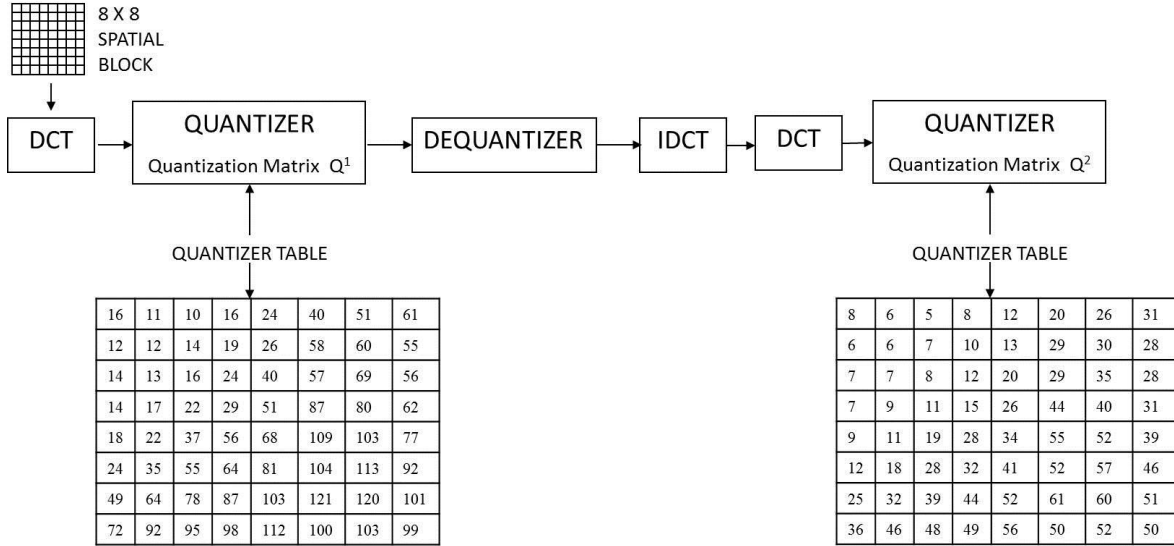 8 X 8
SPATIAL
BLOCK
DCT
QUANTIZER
Quantization Matrix Q¹
DEQUANTIZER
IDCT
DCT
QUANTIZER
Quantization Matrix Q²
QUANTIZER TABLE
QUANTIZER TABLE
16 11 10 16 24 40 51 61
12 12 14 19 26 58 60 55
14 13 16 24 40 57 69 56
14 17 22 29 51 87 80 62
18 22 37 56 68 109 103 77
24 35 55 64 81 104 113 92
49 64 78 87 103 121 120 101
72 92 95 98 112 100 103 99
8 6 5 8 12 20 26 31
6 6 7 10 13 29 30 28
7 7 8 12 20 29 35 28
7 9 11 15 26 44 40 31
9 11 19 28 34 55 52 39
12 18 28 32 41 52 57 46
25 32 39 44 52 61 60 51
36 46 48 49 56 50 52 50